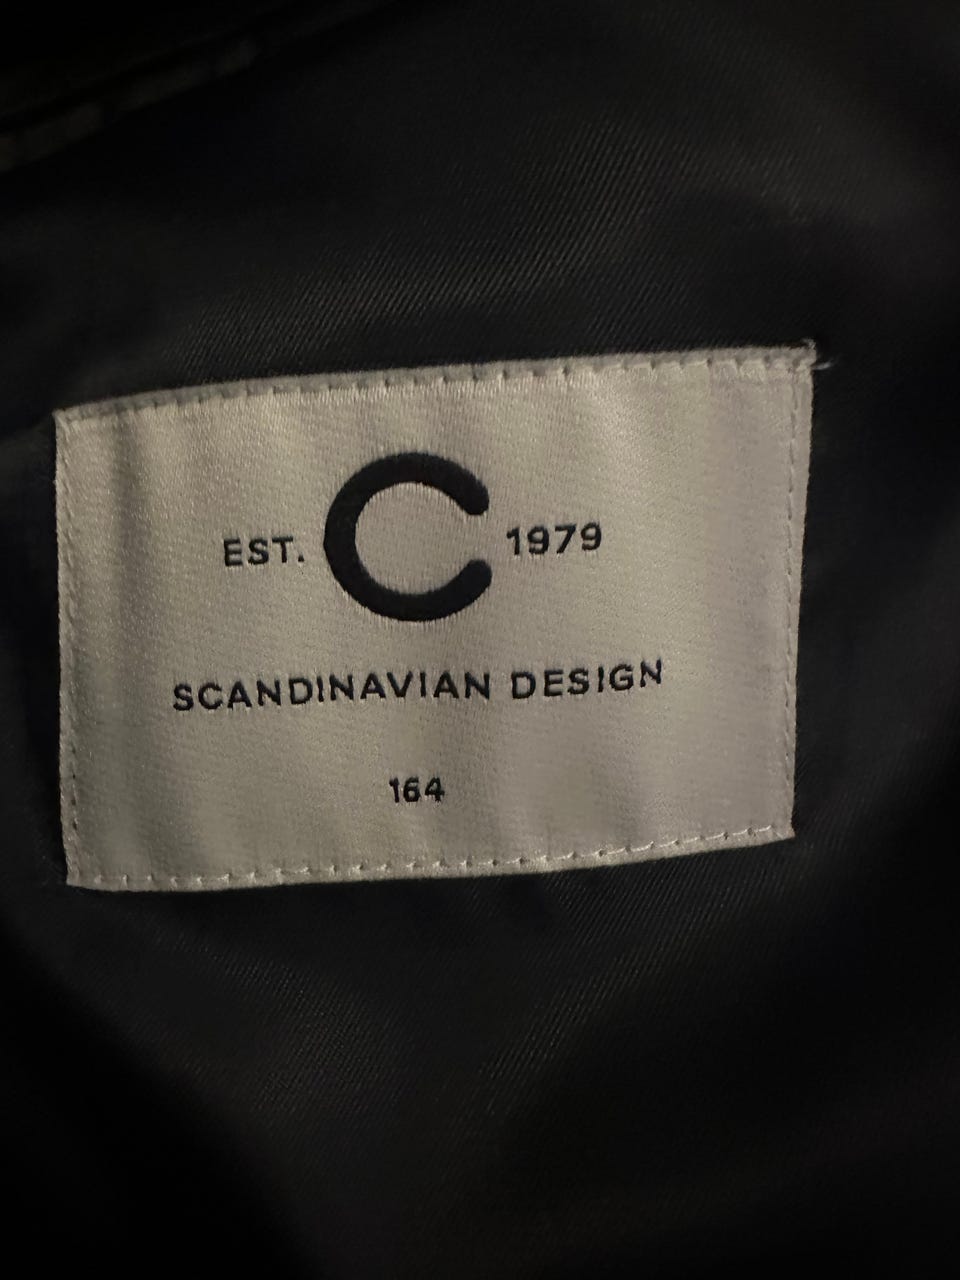 EST. C 1979
SCANDINAVIAN DESIGN
164